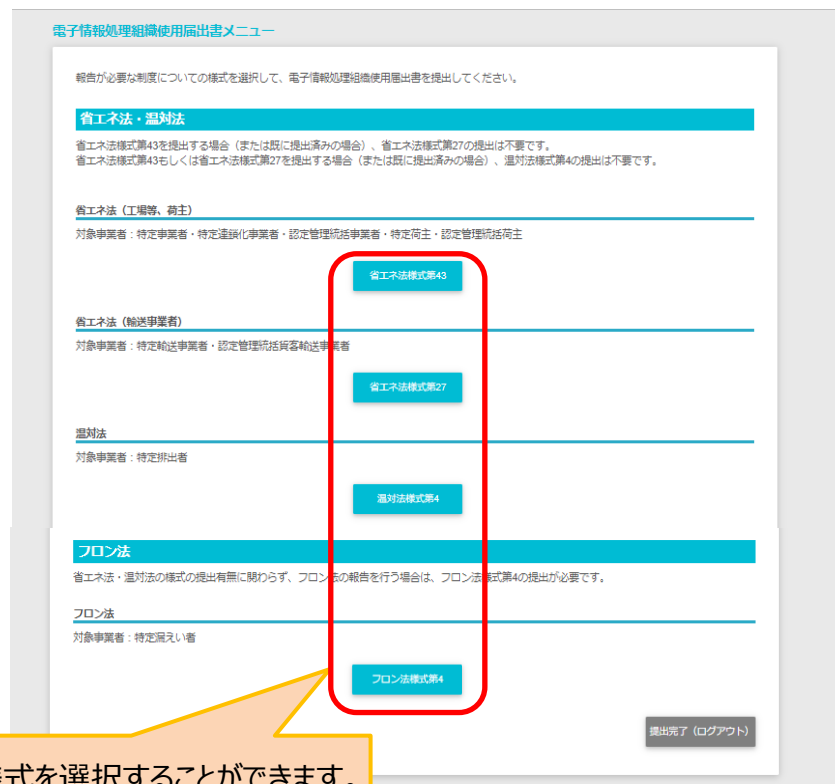 電子情報処理組織使用届出書メニュー
報告が必要な制度についての様式を選択して、電子情報処理組織使用届出書を提出してください。
省エネ法・温対法
省エネ法様式第43を提出する場合（または既に提出済みの場合）、省エネ法様式第27の提出は不要です。
省エネ法様式第43もしくは省エネ法様式第27を提出する場合（または既に提出済みの場合）、温対法様式第4の提出は不要です。
省エネ法（工場等、荷主）
対象事業者：特定事業者・特定連鎖化事業者・認定管理統括事業者・特定荷主・認定管理統括荷主
省エネ法様式第43
省エネ法（輸送事業者）
対象事業者：特定輸送事業者・認定管理統括貨客輸送事業者
省エネ法様式第27
温対法
対象事業者：特定排出者
温対法様式第4
フロン法
省エネ法・温対法の様式の提出有無に関わらず、フロン法の報告を行う場合は、フロン法様式第4の提出が必要です。
フロン法
対象事業者：特定漏えい者
フロン法様式第4
提出完了（ログアウト）
様式を選択することができます。